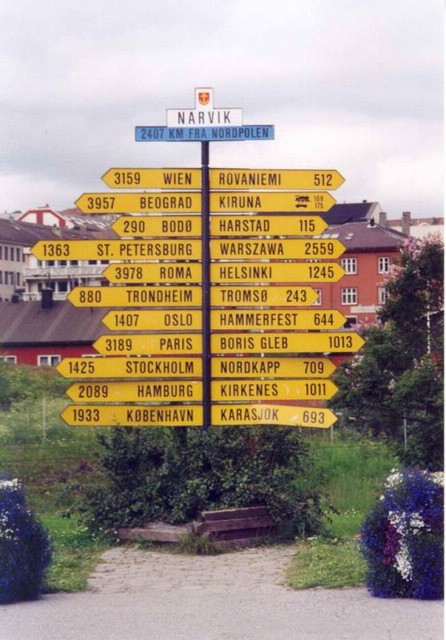 NARVIK
2407 KM FRA NORDPOLEN
3159 WIEN
ROVANIEMI 512
3957 BEOGRAD
KIRUNA 169 175
290 BODØ
HARSTAD 115
1363 ST. PETERSBURG
WARSZAWA 2559
3978 ROMA
HELSINKI 1245
880 TRONDHEIM
TROMSØ 243
1407 OSLO
HAMMERFEST 644
3189 PARIS
BORIS GLEB 1013
1425 STOCKHOLM
NORDKAPP 709
2089 HAMBURG
KIRKENES 1011
1933 KØBENHAVN
KARASJOK 693